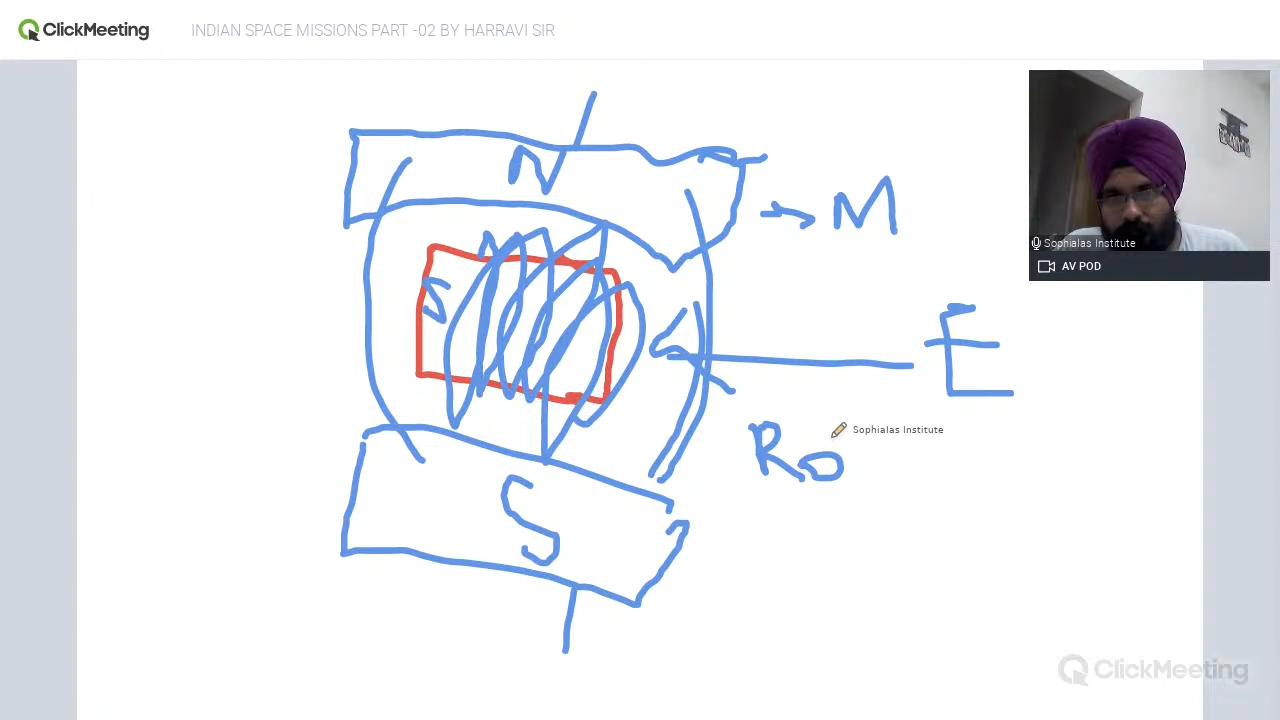 ClickMeeting
INDIAN SPACE MISSIONS PART -02 BY HARRAVI SIR
N
→ M
S
N
E
Ro
S
Sophialas Institute
Sophialas Institute
AV POD
ClickMeeting